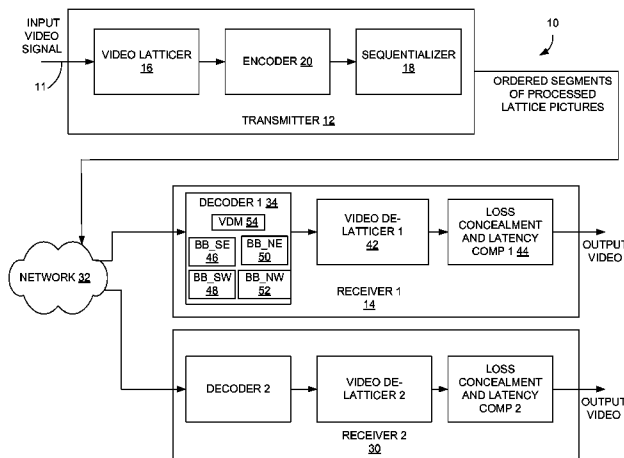 INPUT
VIDEO
SIGNAL
11
VIDEO LATTICER
16
ENCODER 20
SEQUENTIALIZER
18
TRANSMITTER 12
10
ORDERED SEGMENTS
OF PROCESSED
LATTICE PICTURES
NETWORK 32
DECODER 1 34
VDM 54
BB_SE
46
BB_NE
50
BB_SW
48
BB_NW
52
VIDEO DE-
LATTICER 1
42
LOSS
CONCEALMENT
AND LATENCY
COMP 1 44
OUTPUT
VIDEO
RECEIVER 1
14
DECODER 2
VIDEO DE-
LATTICER 2
LOSS
CONCEALMENT
AND LATENCY
COMP 2
OUTPUT
VIDEO
RECEIVER 2
30